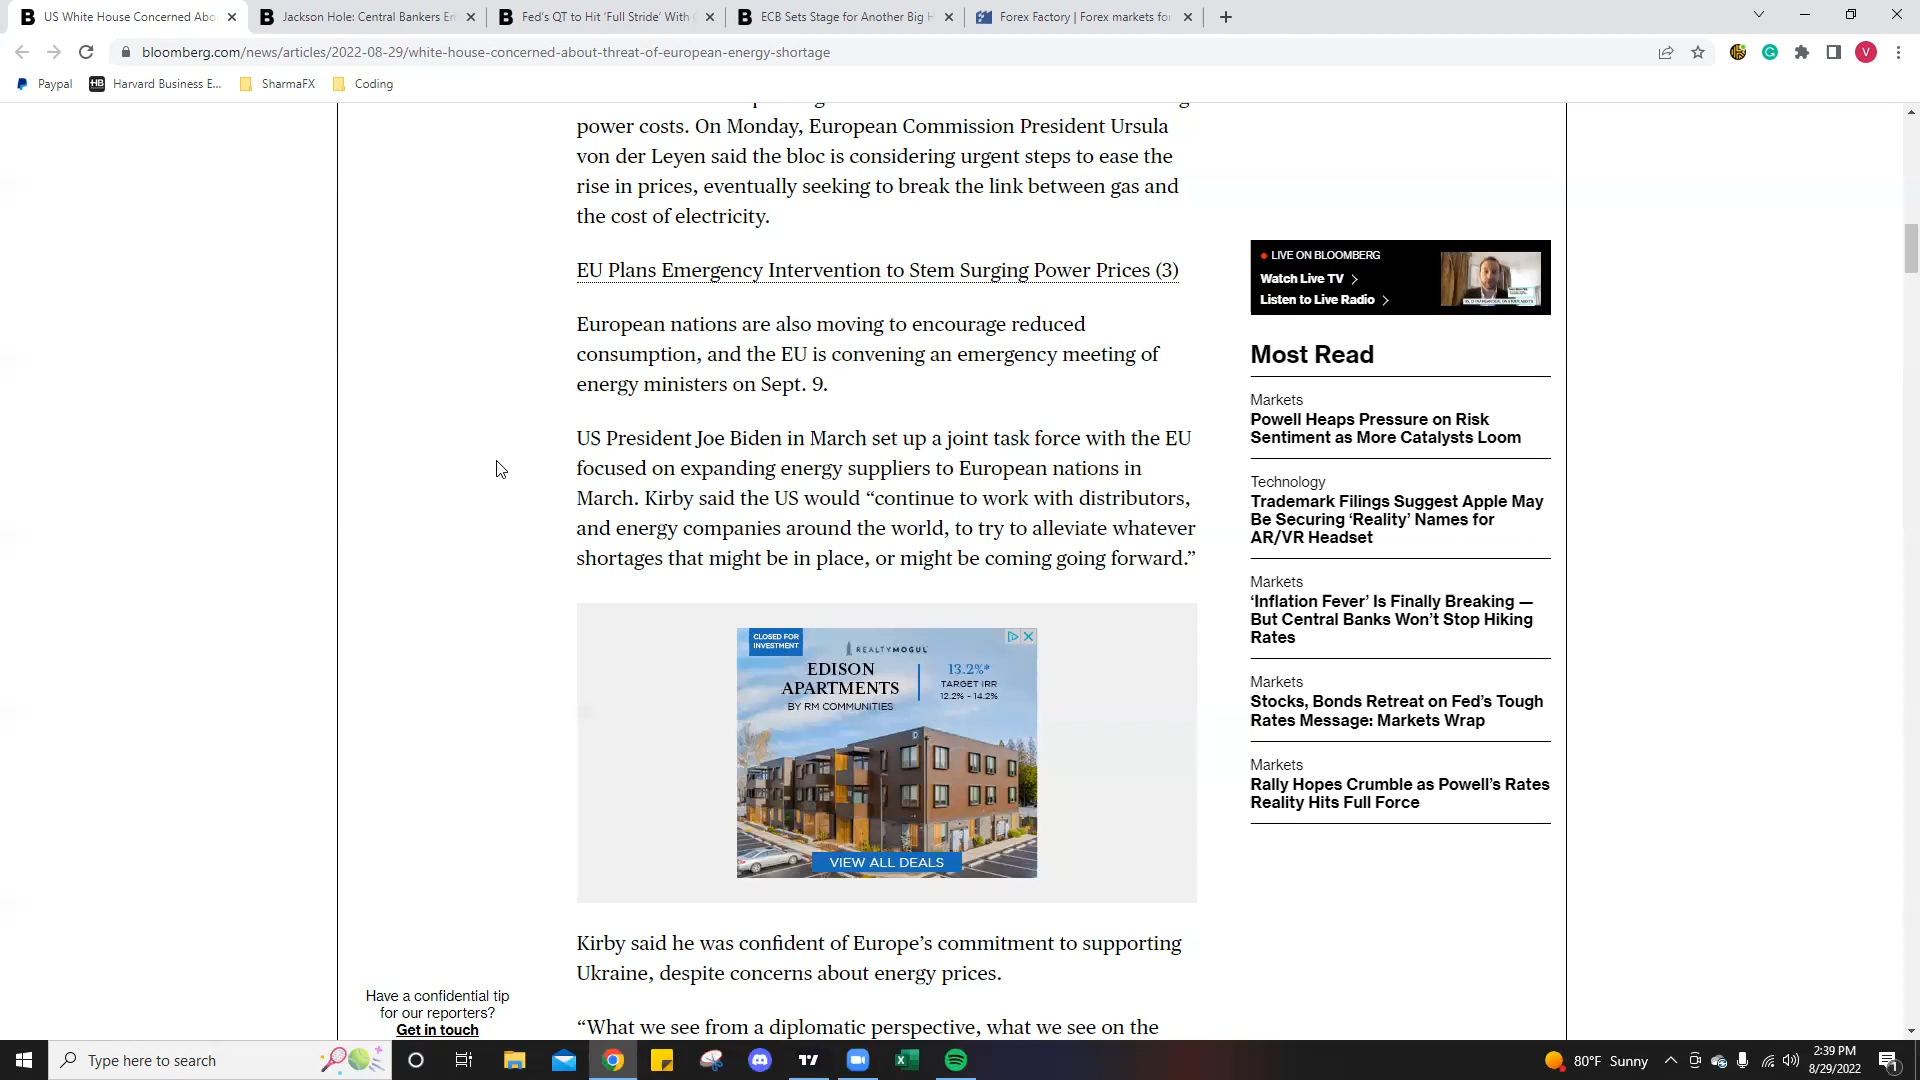 US White House Concerned Abo
Jackson Hole: Central Bankers En
Fed's QT to Hit 'Full Stride' With
ECB Sets Stage for Another Big H
Forex Factory | Forex markets for
bloomberg.com/news/articles/2022-08-29/white-house-concerned-about-threat-of-european-energy-shortage
V
Paypal
HB Harvard Business E...
SharmaFX
Coding
power costs. On Monday, European Commission President Ursula
von der Leyen said the bloc is considering urgent steps to ease the
rise in prices, eventually seeking to break the link between gas and
the cost of electricity.
EU Plans Emergency Intervention to Stem Surging Power Prices (3)
European nations are also moving to encourage reduced
consumption, and the EU is convening an emergency meeting of
energy ministers on Sept. 9.
US President Joe Biden in March set up a joint task force with the EU
focused on expanding energy suppliers to European nations in
March. Kirby said the US would “continue to work with distributors,
and energy companies around the world, to try to alleviate whatever
shortages that might be in place, or might be coming going forward.”
CLOSED FOR
INVESTMENT
REALTYMOGUL
EDISON
APARTMENTS
BY RM COMMUNITIES
13.2%*
TARGET IRR
12.2% - 14.2%
VIEW ALL DEALS
Kirby said he was confident of Europe’s commitment to supporting
Ukraine, despite concerns about energy prices.
“What we see from a diplomatic perspective, what we see on the
Have a confidential tip
for our reporters?
Get in touch
LIVE ON BLOOMBERG
Watch Live TV
Listen to Live Radio
Most Read
Markets
Powell Heaps Pressure on Risk
Sentiment as More Catalysts Loom
Technology
Trademark Filings Suggest Apple May
Be Securing ‘Reality’ Names for
AR/VR Headset
Markets
‘Inflation Fever’ Is Finally Breaking —
But Central Banks Won’t Stop Hiking
Rates
Markets
Stocks, Bonds Retreat on Fed’s Tough
Rates Message: Markets Wrap
Markets
Rally Hopes Crumble as Powell’s Rates
Reality Hits Full Force
Type here to search
80°F Sunny
2:39 PM
8/29/2022
1